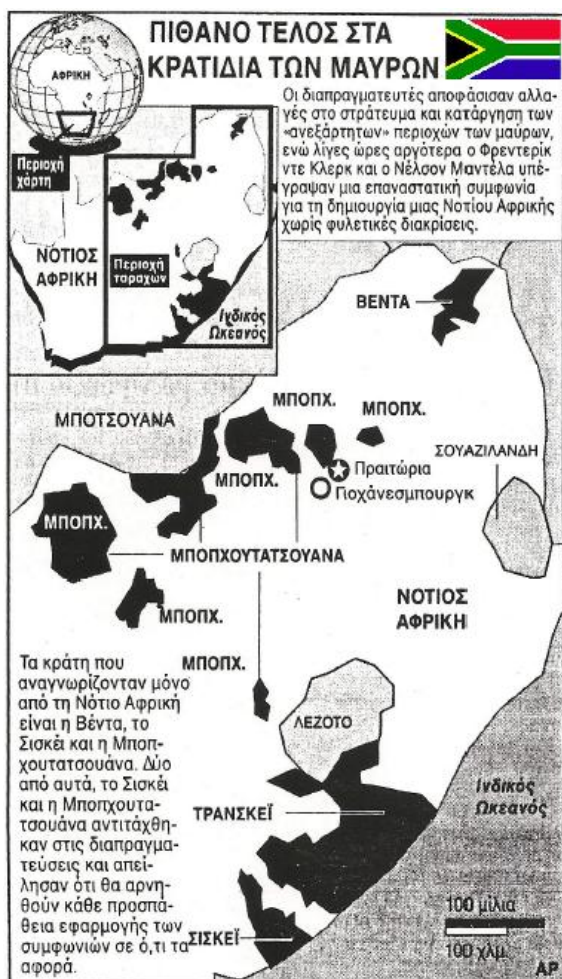 ΠΙΘΑΝΟ ΤΕΛΟΣ ΣΤΑ
ΚΡΑΤΙΔΙΑ ΤΩΝ ΜΑΥΡΩΝ
Οι διαπραγματευτές αποφάσισαν αλλα-
γές στο στράτευμα και κατάργηση των
«ανεξάρτητων» περιοχών των μαύρων,
ενώ λίγες ώρες αργότερα ο Φρεντερίκ
ντε Κλερκ και ο Νέλσον Μαντέλα υπέ-
γραψαν μια επαναστατική συμφωνία
για τη δημιουργία μιας Νοτίου Αφρικής
χωρίς φυλετικές διακρίσεις.
ΑΦΡΙΚΗ
Περιοχή
χάρτη
ΝΟΤΙΟΣ
ΑΦΡΙΚΗ
Περιοχή
ταραχών
Ινδικός
Ωκεανός
ΒΕΝΤΑ
ΜΠΟΤΣΟΥΑΝΑ
ΜΠΟΠΧ.
ΜΠΟΠΧ.
ΣΟΥΑΖΙΛΑΝΔΗ
Πραιτώρια
ΜΠΟΠΧ.
Γιοχάνεσμπουργκ
ΜΠΟΠΧ.
ΜΠΟΠΧΟΥΤΑΤΣΟΥΑΝΑ
ΝΟΤΙΟΣ
ΑΦΡΙΚΗ
ΜΠΟΠΧ.
ΜΠΟΠΧ.
ΛΕΖΟΤΟ
Τα κράτη που
αναγνωρίζονταν μόνο
από τη Νότιο Αφρική
είναι η Βέντα, το
Σισκέι και η Μποπ-
χουτατσουάνα. Δύο
από αυτά, το Σισκέι
και η Μποπχουτα-
τσουάνα αντιτάχθη-
καν στις διαπραγμα-
τεύσεις και απεί-
λησαν ότι θα αρνη-
θούν κάθε προσπά-
θεια εφαρμογής των
συμφωνιών σε ό,τι τα
αφορά.
ΤΡΑΝΣΚΕΪ
Ινδικός
Ωκεανός
ΣΙΣΚΕΪ
100 μίλια
100 χλμ.
AP